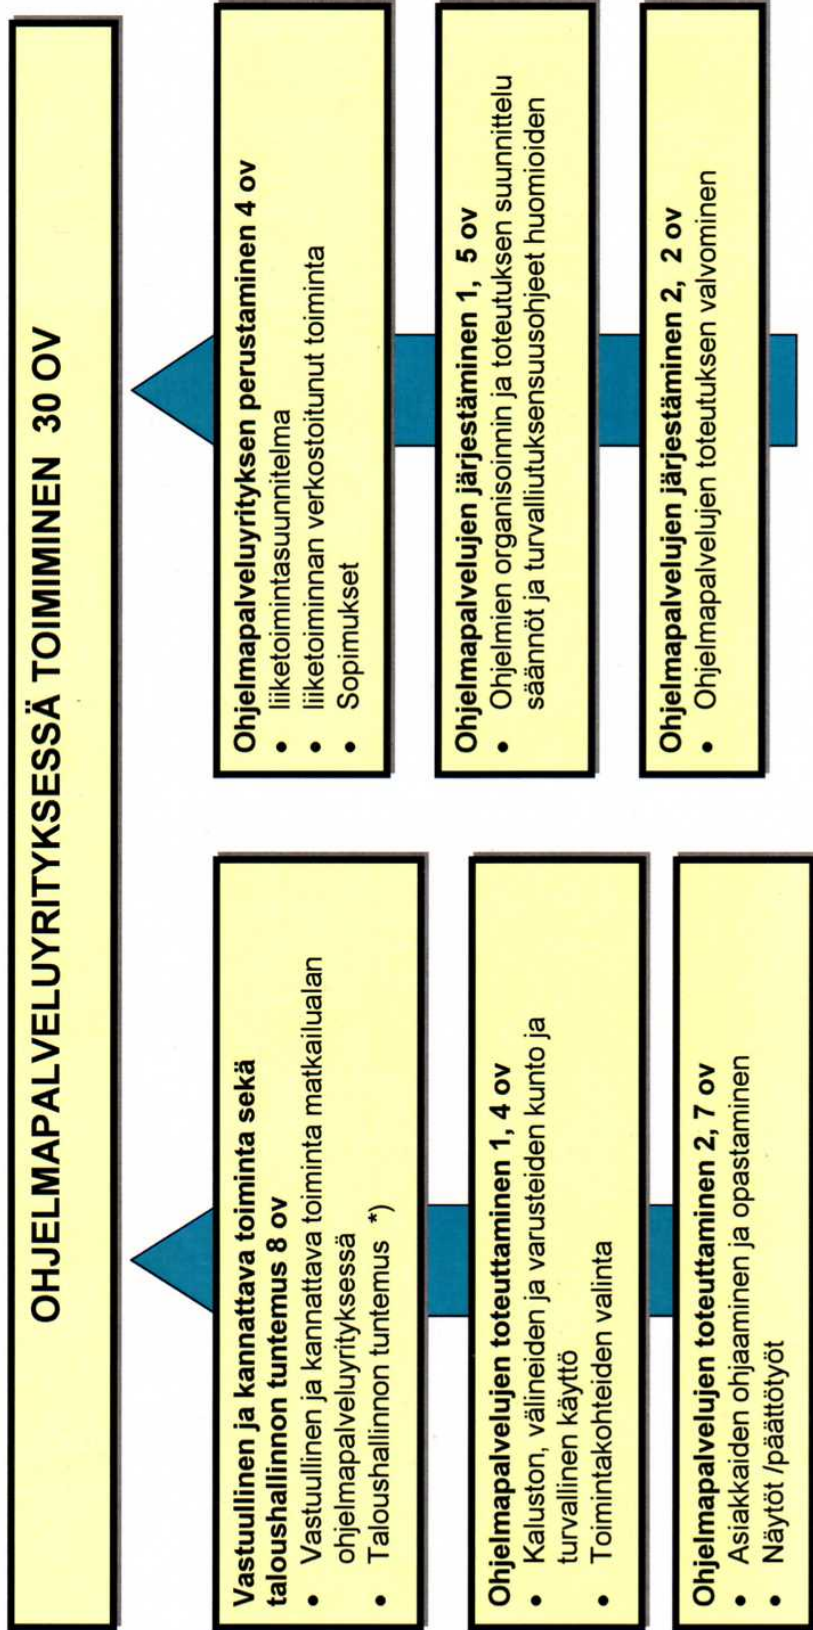 OHJELMAPALVELUYRITYKSESSÄ TOIMIMINEN 30 OV
Vastuullinen ja kannattava toiminta sekä
taloushallinnon tuntemus 8 ov
• Vastuullinen ja kannattava toiminta matkailualan
ohjelmapalveluyrityksessä
• Taloushallinnon tuntemus *)
Ohjelmapalvelujen toteuttaminen 1, 4 ov
• Kaluston, välineiden ja varusteiden kunto ja
turvallinen käyttö
• Toimintakohteiden valinta
Ohjelmapalvelujen toteuttaminen 2, 7 ov
• Asiakkaiden ohjaaminen ja opastaminen
• Näytöt /päättötyöt
Ohjelmapalveluyrityksen perustaminen 4 ov
• liiketoimintasuunnitelma
• liiketoiminnan verkostoitunut toiminta
• Sopimukset
Ohjelmapalvelujen järjestäminen 1, 5 ov
• Ohjelmien organisoinnin ja toteutuksen suunnittelu
säännöt ja turvalliutuksensuusohjeet huomioiden
Ohjelmapalvelujen järjestäminen 2, 2 ov
• Ohjelmapalvelujen toteutuksen valvominen